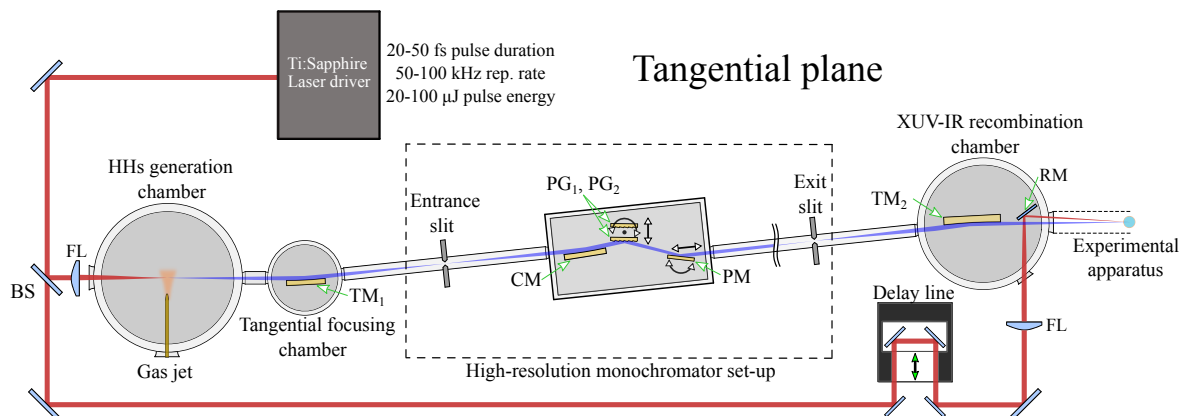 Ti:Sapphire
Laser driver
20-50 fs pulse duration
50-100 kHz rep. rate
20-100 μJ pulse energy
Tangential plane
XUV-IR recombination
chamber
HHs generation
chamber
Entrance
slit
PG₁, PG₂
Exit
slit
RM
TM₂
FL
BS
CM
PM
TM₁
Experimental
apparatus
Tangential focusing
chamber
Delay line
FL
Gas jet
High-resolution monochromator set-up